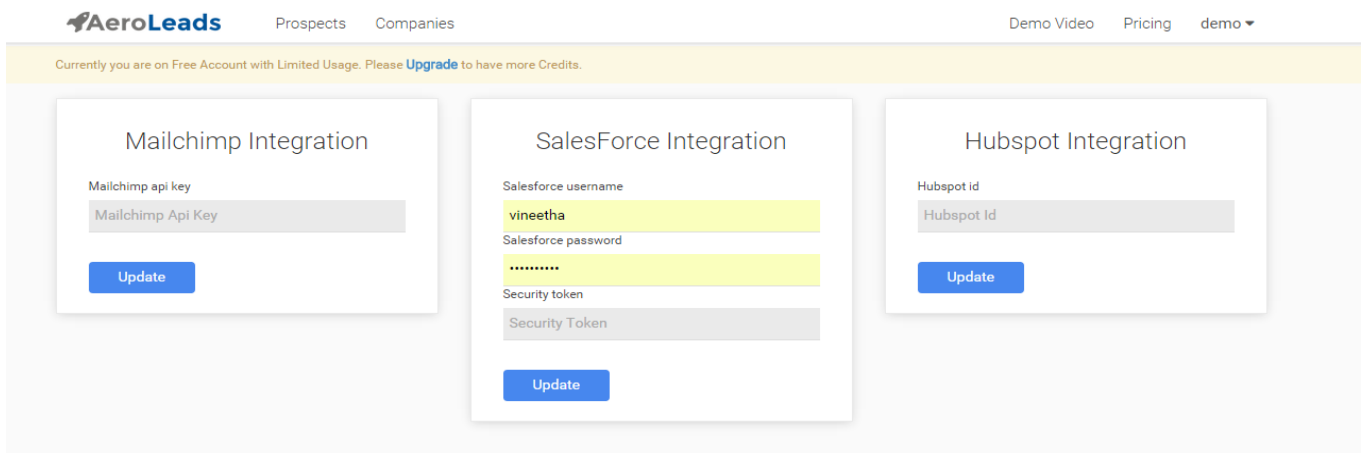 AeroLeads Prospects Companies Demo Video Pricing demo
Currently you are on Free Account with Limited Usage. Please Upgrade to have more Credits.
Mailchimp Integration
Mailchimp api key
Mailchimp Api Key
Update
SalesForce Integration
Salesforce username
vineetha
Salesforce password
••••••••••
Security token
Security Token
Update
Hubspot Integration
Hubspot id
Hubspot Id
Update